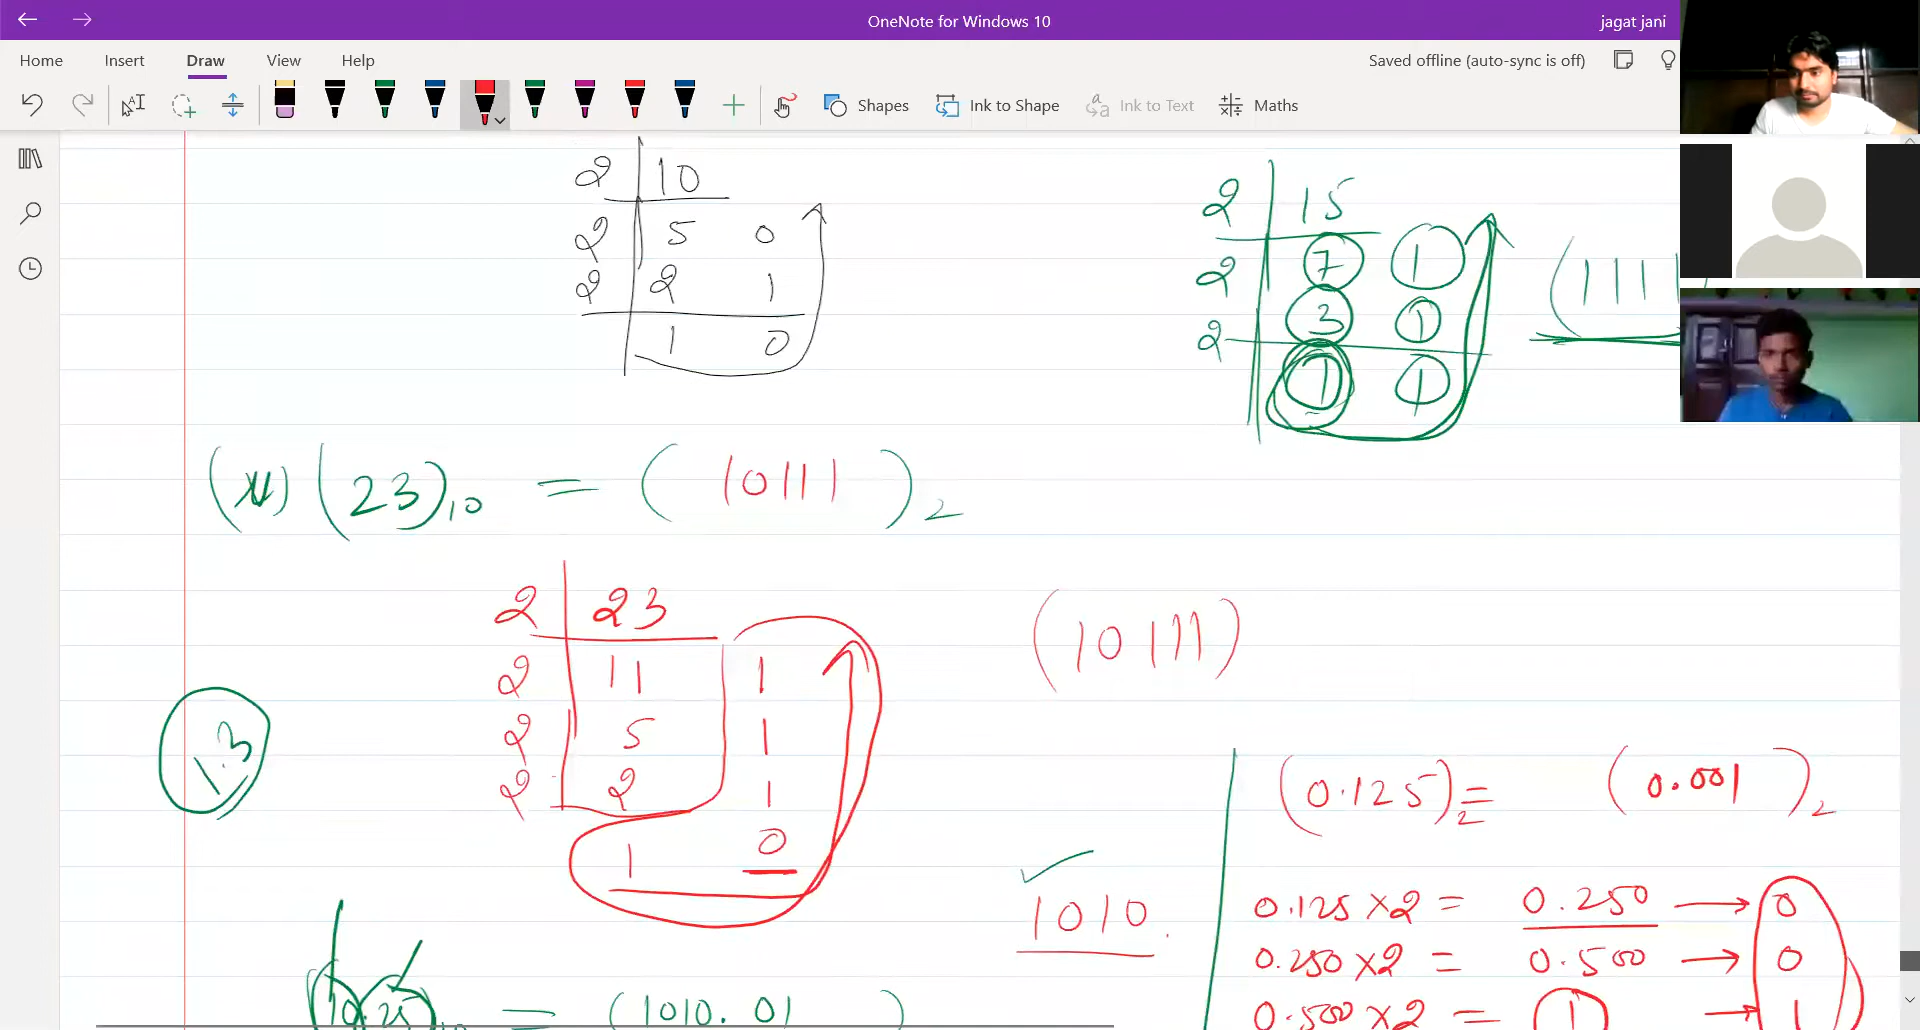 OneNote for Windows 10
jagat jani
Home Insert Draw View Help
Saved offline (auto-sync is off)
Shapes Ink to Shape Ink to Text Maths
2 10
2 5 0
2 2 1
1 0
2 15
2 7 1
2 3 1
1 1
(1111
(23)10 = (10111)2
2 23
2 11 1
2 5 1
2 2 1
1 0
(10111)
1.3
(0.125)2 = (0.001)2
1010.
0.125 x2 = 0.250 → 0
0.250 x2 = 0.500 → 0
0.500 x2 = 1 → 1
(10.25)10 = (1010.01)